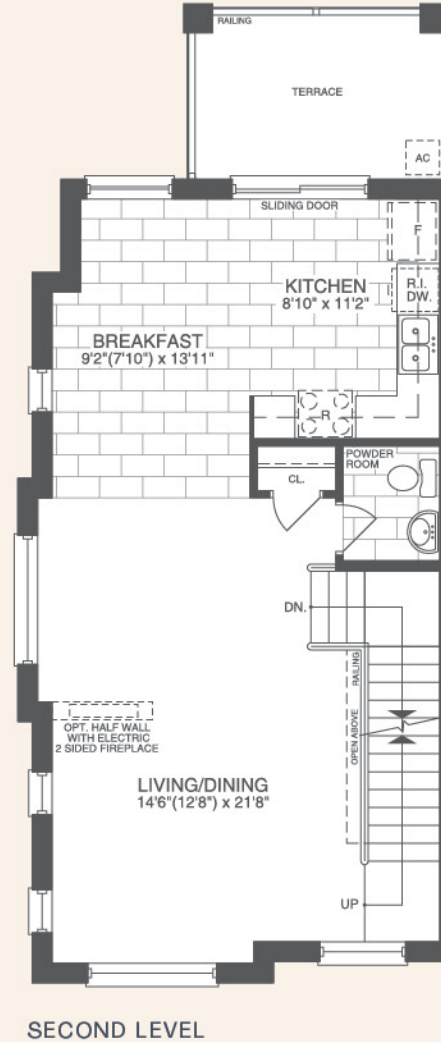 RAILING
TERRACE
AC
SLIDING DOOR
F
KITCHEN
8'10" x 11'2"
R.I.
DW.
BREAKFAST
9'2"(7'10") x 13'11"
R
POWDER
ROOM
CL.
DN.
RAILING
OPEN ABOVE
OPT. HALF WALL
WITH ELECTRIC
2 SIDED FIREPLACE
LIVING/DINING
14'6"(12'8") x 21'8"
UP
SECOND LEVEL